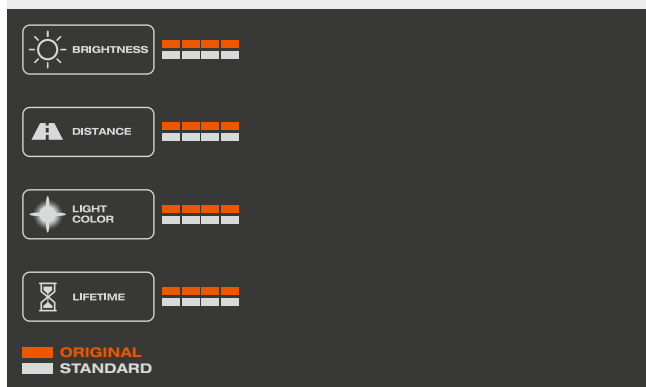 BRIGHTNESS
DISTANCE
LIGHT
COLOR
LIFETIME
ORIGINAL
STANDARD